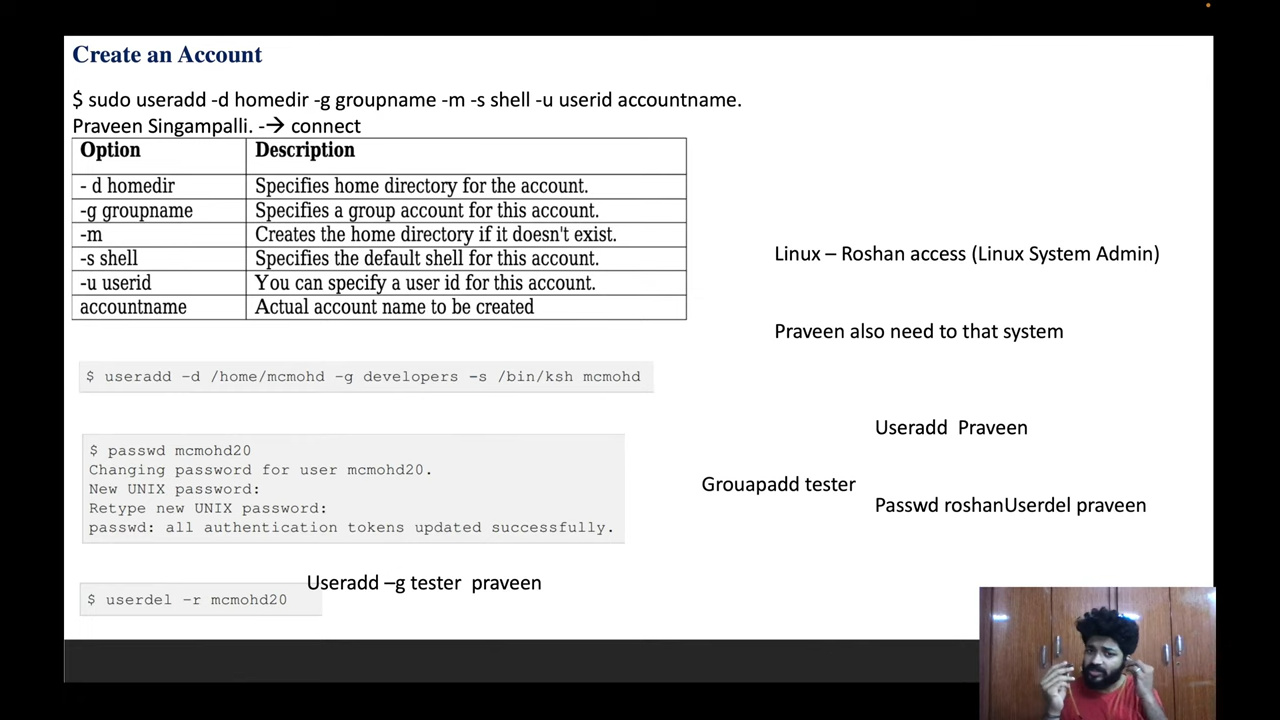 Create an Account
$ sudo useradd -d homedir -g groupname -m -s shell -u userid accountname.
Praveen Singampalli. -→ connect
Option Description
- d homedir Specifies home directory for the account.
-g groupname Specifies a group account for this account.
-m Creates the home directory if it doesn't exist.
-s shell Specifies the default shell for this account.
-u userid You can specify a user id for this account.
accountname Actual account name to be created
Linux – Roshan access (Linux System Admin)
Praveen also need to that system
$ useradd -d /home/mcmohd -g developers -s /bin/ksh mcmohd
Useradd Praveen
$ passwd mcmohd20
Changing password for user mcmohd20.
New UNIX password:
Retype new UNIX password:
passwd: all authentication tokens updated successfully.
Grouapadd tester
Passwd roshanUserdel praveen
Useradd –g tester praveen
$ userdel -r mcmohd20